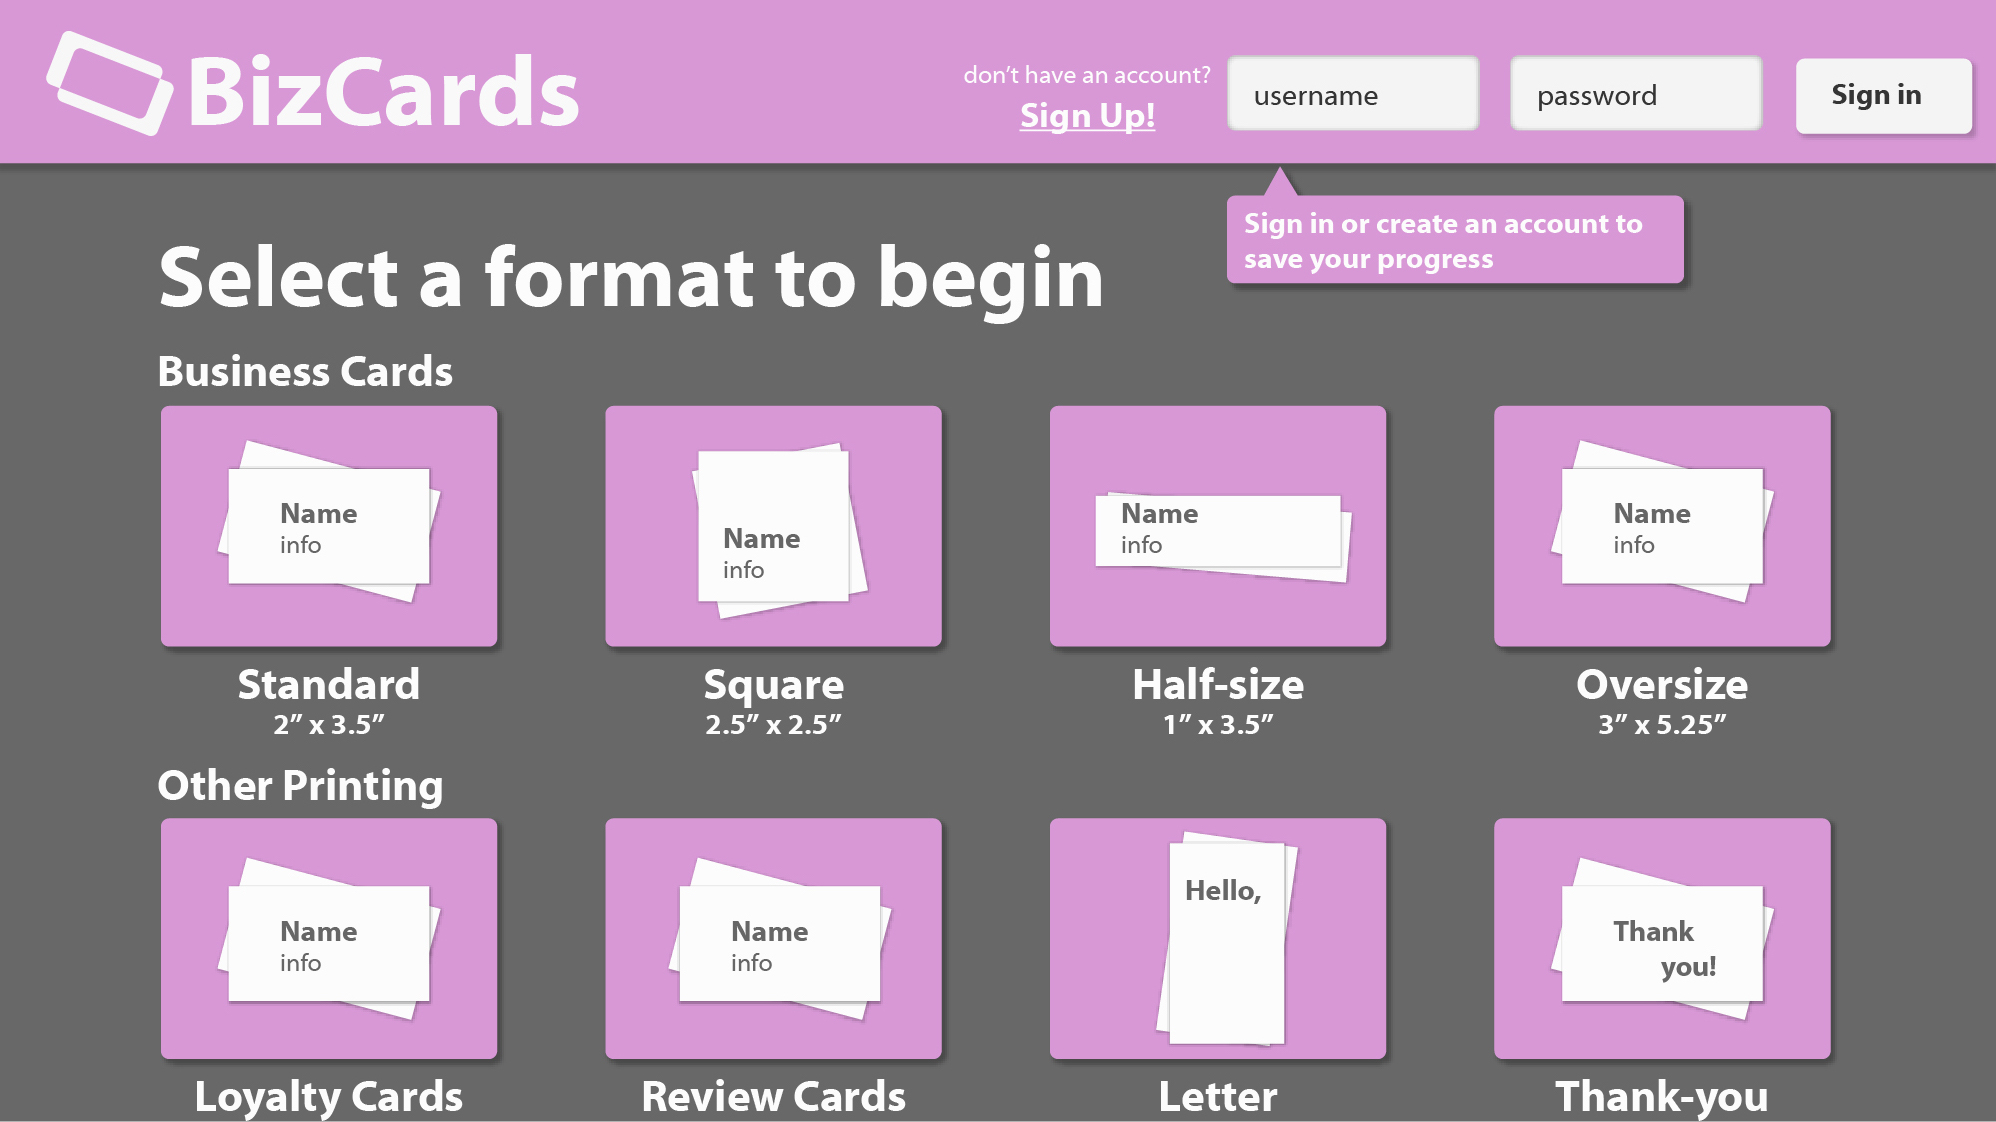 BizCards
don’t have an account?
Sign Up!
username
password
Sign in
Sign in or create an account to
save your progress
Select a format to begin
Business Cards
Name
info
Name
info
Name
info
Name
info
Standard
2” x 3.5”
Square
2.5” x 2.5”
Half-size
1” x 3.5”
Oversize
3” x 5.25”
Other Printing
Name
info
Name
info
Hello,
Thank
you!
Loyalty Cards
Review Cards
Letter
Thank-you